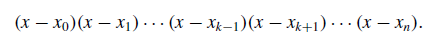 (x − x₀)(x − x₁) · · · (x − xₖ₋₁)(x − xₖ₊₁) · · · (x − xₙ).